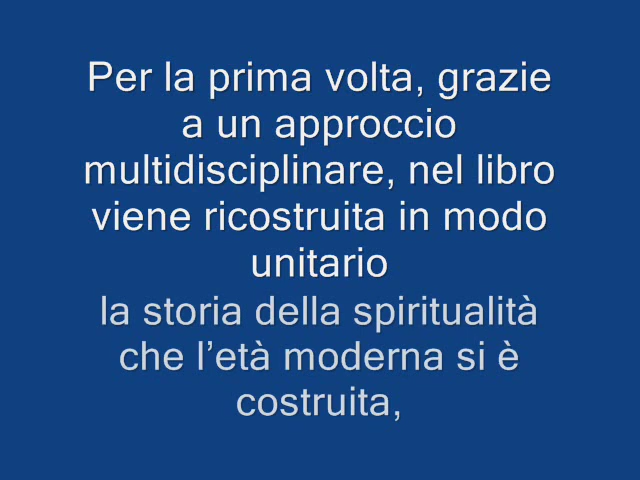 Per la prima volta, grazie
a un approccio
multidisciplinare, nel libro
viene ricostruita in modo
unitario
la storia della spiritualità
che l’età moderna si è
costruita,